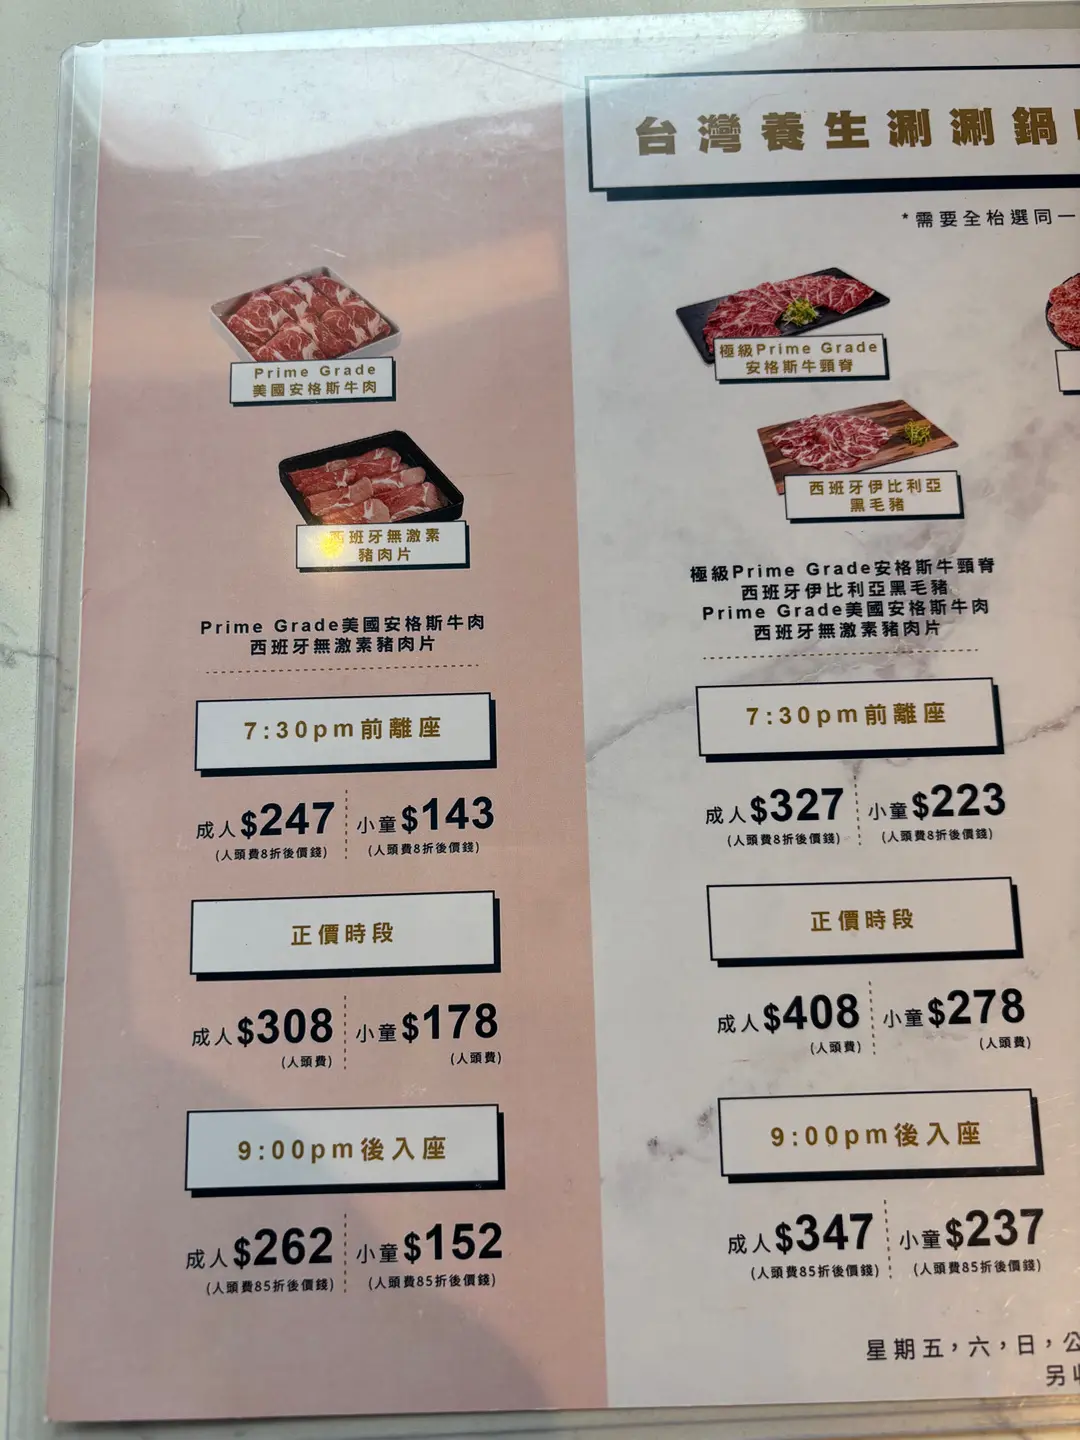 台灣養生涮涮鍋
*需要全枱選同一
Prime Grade
美國安格斯牛肉
西班牙無激素
豬肉片
Prime Grade美國安格斯牛肉
西班牙無激素豬肉片
7:30pm前離座
成人$247 小童$143
(人頭費8折後價錢) (人頭費8折後價錢)
正價時段
成人$308 小童$178
(人頭費) (人頭費)
9:00pm後入座
成人$262 小童$152
(人頭費85折後價錢) (人頭費85折後價錢)
極級Prime Grade
安格斯牛頸脊
西班牙伊比利亞
黑毛豬
極級Prime Grade安格斯牛頸脊
西班牙伊比利亞黑毛豬
Prime Grade美國安格斯牛肉
西班牙無激素豬肉片
7:30pm前離座
成人$327 小童$223
(人頭費8折後價錢) (人頭費8折後價錢)
正價時段
成人$408 小童$278
(人頭費) (人頭費)
9:00pm後入座
成人$347 小童$237
(人頭費85折後價錢) (人頭費85折後價錢)
星期五，六，日，公
另